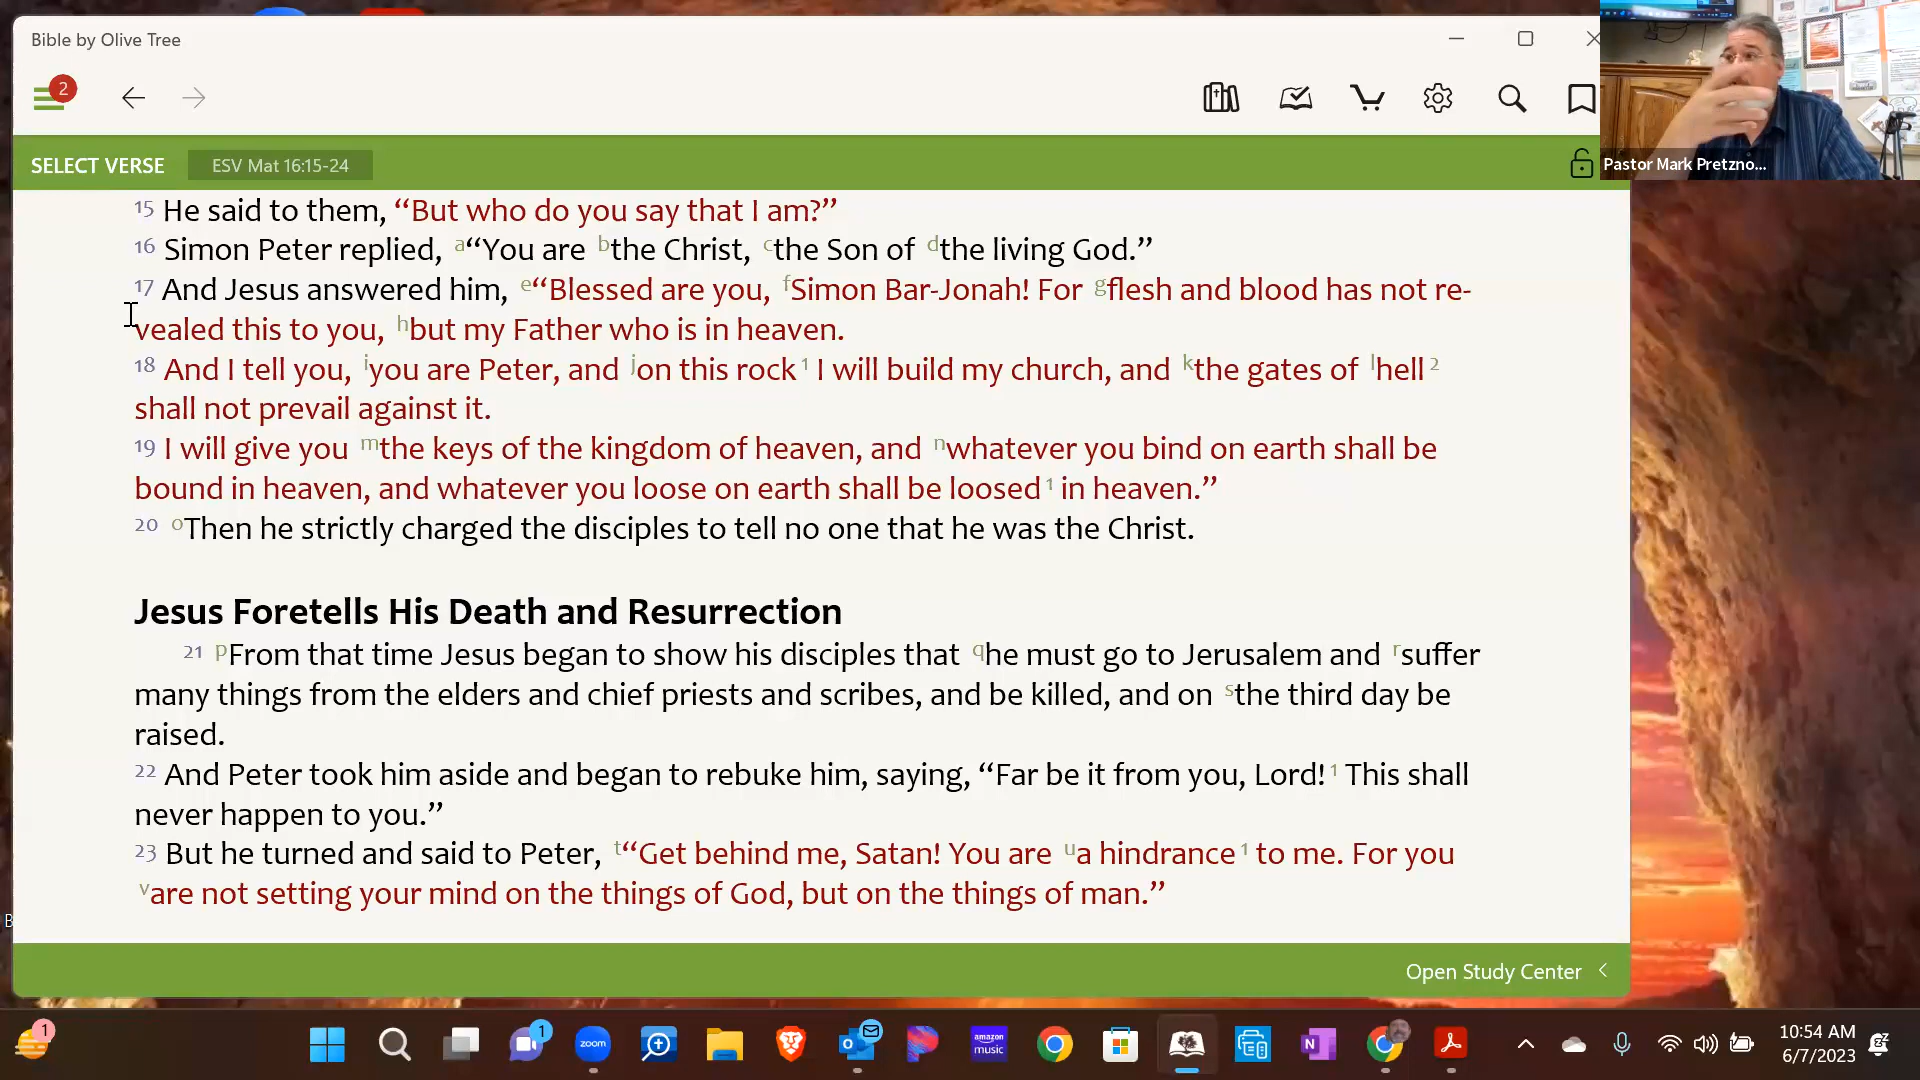 Bible by Olive Tree
2
SELECT VERSE
ESV Mat 16:15-24
Pastor Mark Pretzno...
15 He said to them, “But who do you say that I am?”
16 Simon Peter replied, a“You are bthe Christ, cthe Son of dthe living God.”
17 And Jesus answered him, e“Blessed are you, fSimon Bar-Jonah! For gflesh and blood has not re-
vealed this to you, hbut my Father who is in heaven.
18 And I tell you, iyou are Peter, and jon this rock1 I will build my church, and kthe gates of lhell2
shall not prevail against it.
19 I will give you mthe keys of the kingdom of heaven, and nwhatever you bind on earth shall be
bound in heaven, and whatever you loose on earth shall be loosed1 in heaven.”
20 oThen he strictly charged the disciples to tell no one that he was the Christ.
Jesus Foretells His Death and Resurrection
21 pFrom that time Jesus began to show his disciples that qhe must go to Jerusalem and rsuffer
many things from the elders and chief priests and scribes, and be killed, and on sthe third day be
raised.
22 And Peter took him aside and began to rebuke him, saying, “Far be it from you, Lord!1 This shall
never happen to you.”
23 But he turned and said to Peter, t“Get behind me, Satan! You are ua hindrance1 to me. For you
vare not setting your mind on the things of God, but on the things of man.”
B
Open Study Center
1
1
zoom
amazon
music
N
10:54 AM
6/7/2023